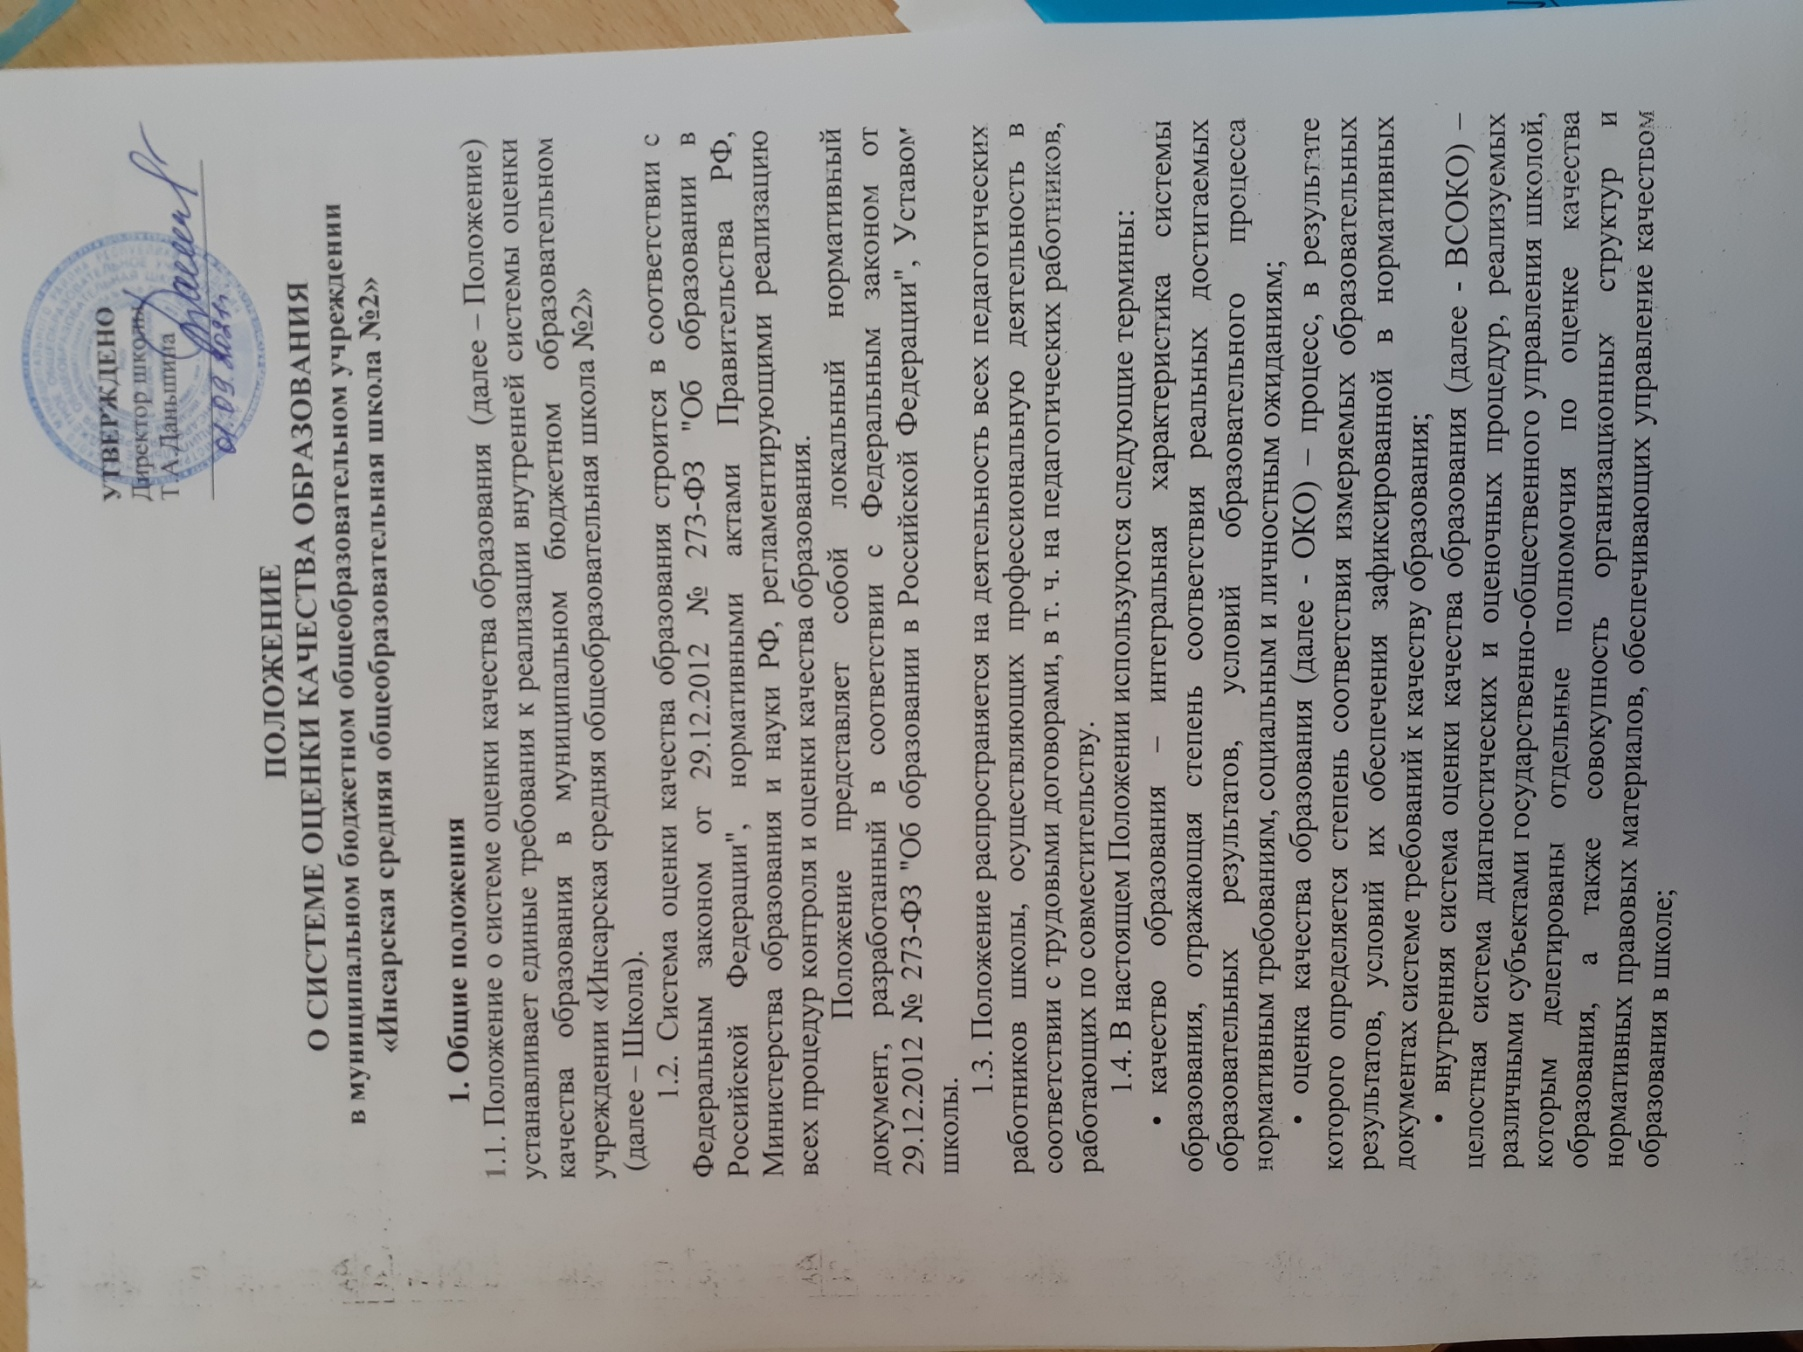 УТВЕРЖДЕНО
Директор школы
Т.А.Даньшина
01.09.2021г
ПОЛОЖЕНИЕ
О СИСТЕМЕ ОЦЕНКИ КАЧЕСТВА ОБРАЗОВАНИЯ
в муниципальном бюджетном общеобразовательном учреждении
«Инсарская средняя общеобразовательная школа №2»
1. Общие положения
1.1. Положение о системе оценки качества образования (далее – Положение)
устанавливает единые требования к реализации внутренней системы оценки
качества образования в муниципальном бюджетном образовательном
учреждении «Инсарская средняя общеобразовательная школа №2»
(далее – Школа).
1.2. Система оценки качества образования строится в соответствии с
Федеральным законом от 29.12.2012 № 273-ФЗ "Об образовании в
Российской Федерации", нормативными актами Правительства РФ,
Министерства образования и науки РФ, регламентирующими реализацию
всех процедур контроля и оценки качества образования.
Положение представляет собой локальный нормативный
документ, разработанный в соответствии с Федеральным законом от
29.12.2012 № 273-ФЗ "Об образовании в Российской Федерации", Уставом
школы.
1.3. Положение распространяется на деятельность всех педагогических
работников школы, осуществляющих профессиональную деятельность в
соответствии с трудовыми договорами, в т. ч. на педагогических работников,
работающих по совместительству.
1.4. В настоящем Положении используются следующие термины:
• качество образования – интегральная характеристика системы
образования, отражающая степень соответствия реальных достигаемых
образовательных результатов, условий образовательного процесса
нормативным требованиям, социальным и личностным ожиданиям;
• оценка качества образования (далее - ОКО) – процесс, в результате
которого определяется степень соответствия измеряемых образовательных
результатов, условий их обеспечения зафиксированной в нормативных
документах системе требований к качеству образования;
• внутренняя система оценки качества образования (далее - ВСОКО) –
целостная система диагностических и оценочных процедур, реализуемых
различными субъектами государственно-общественного управления школой,
которым делегированы отдельные полномочия по оценке качества
образования, а также совокупность организационных структур и
нормативных правовых материалов, обеспечивающих управление качеством
образования в школе;